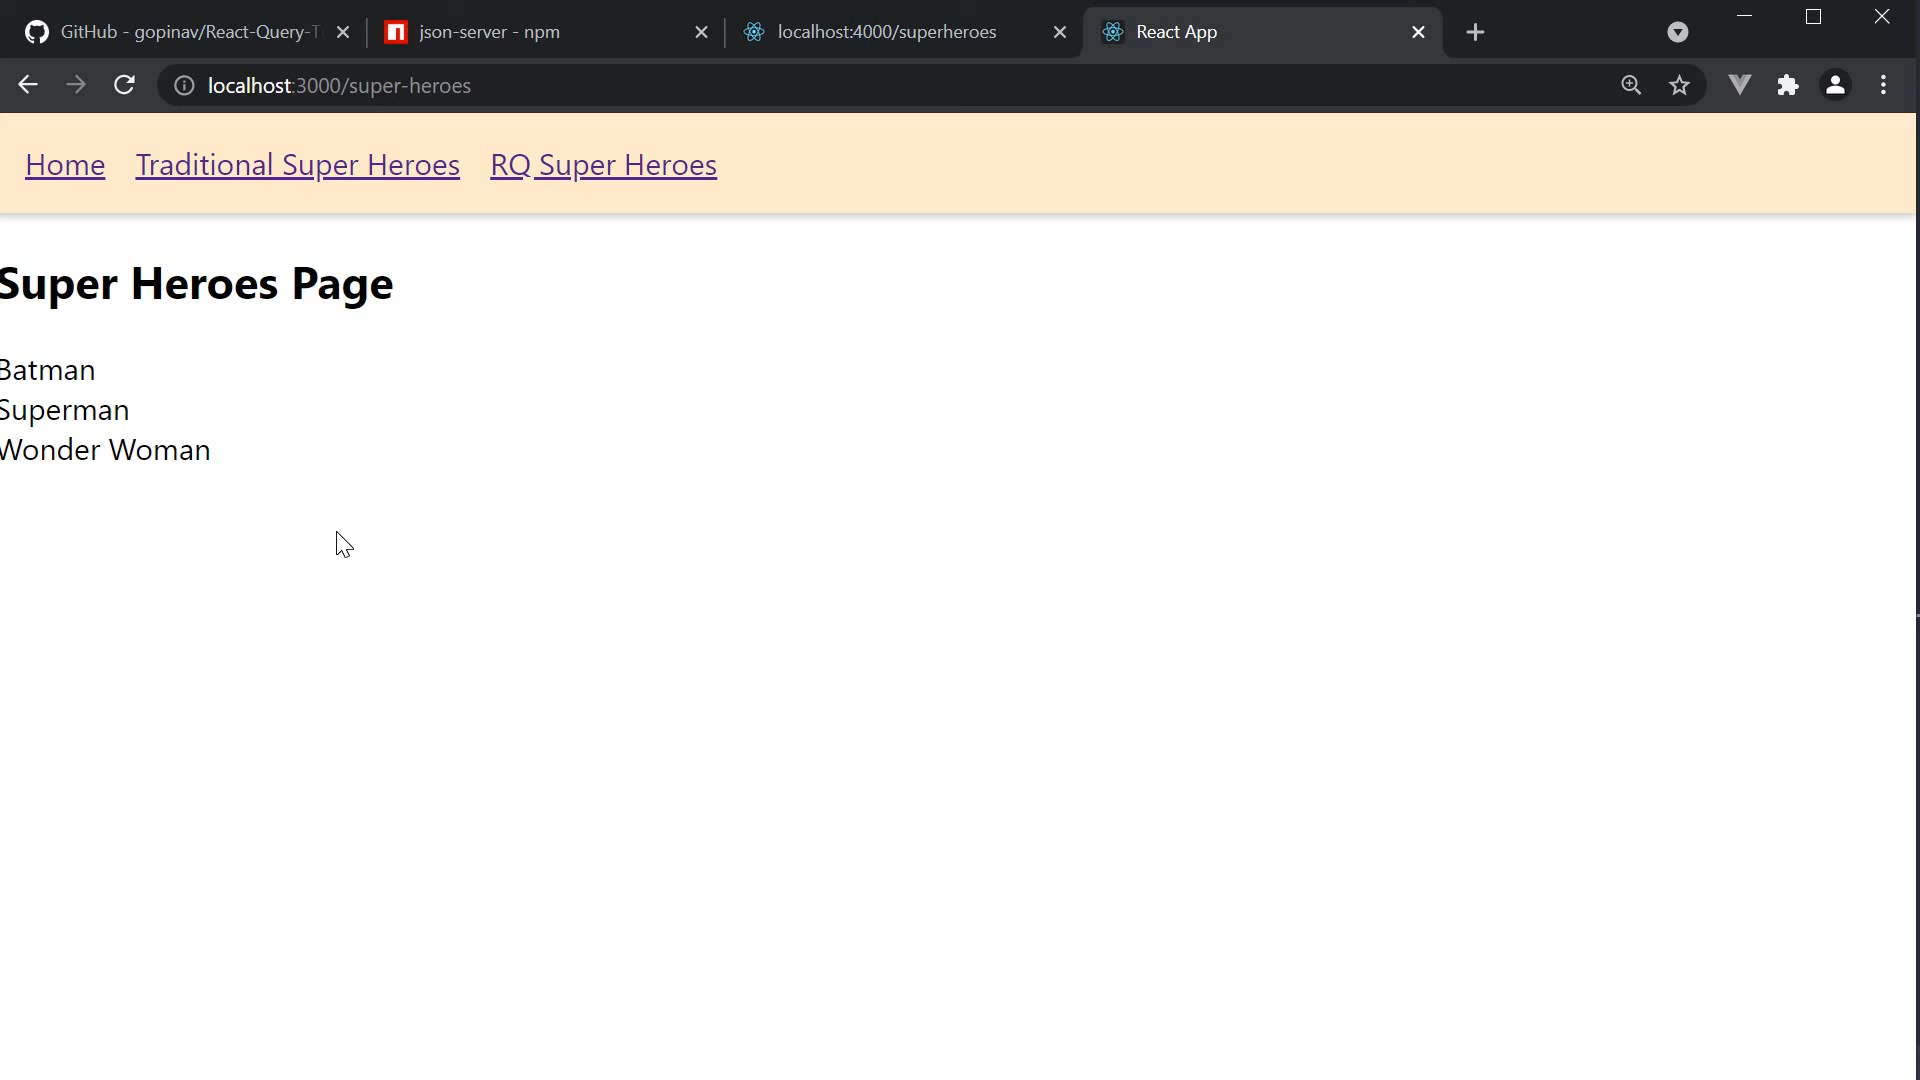 GitHub - gopinav/React-Query-T
json-server - npm
localhost:4000/superheroes
React App
localhost:3000/super-heroes
Home Traditional Super Heroes RQ Super Heroes
Super Heroes Page
Batman
Superman
Wonder Woman